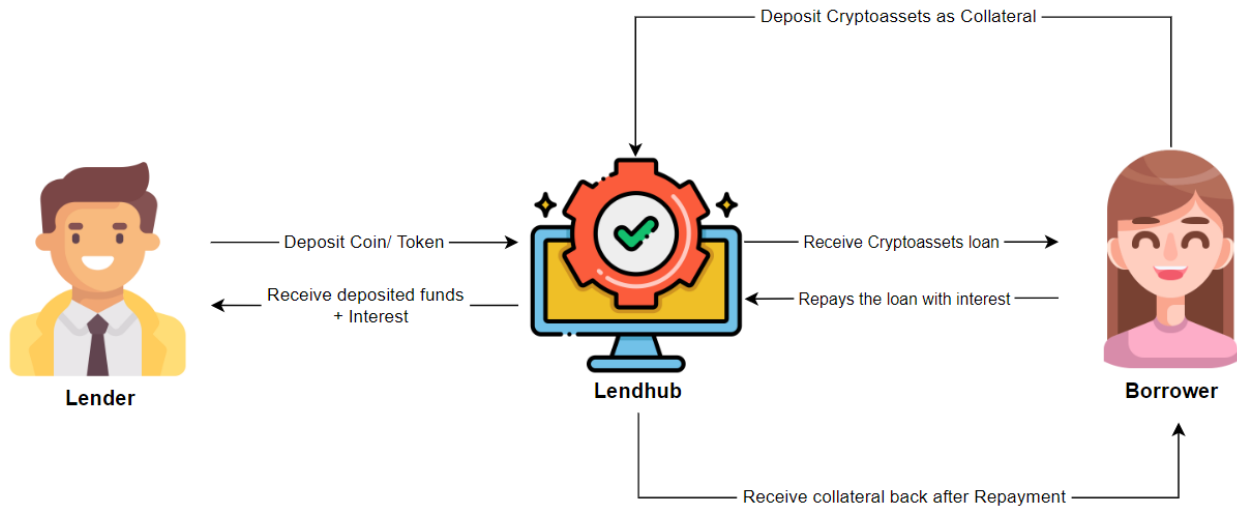 Deposit Cryptoassets as Collateral
Deposit Coin/ Token
Receive Cryptoassets loan
Receive deposited funds
+ Interest
Repays the loan with interest
Lender
Lendhub
Borrower
Receive collateral back after Repayment